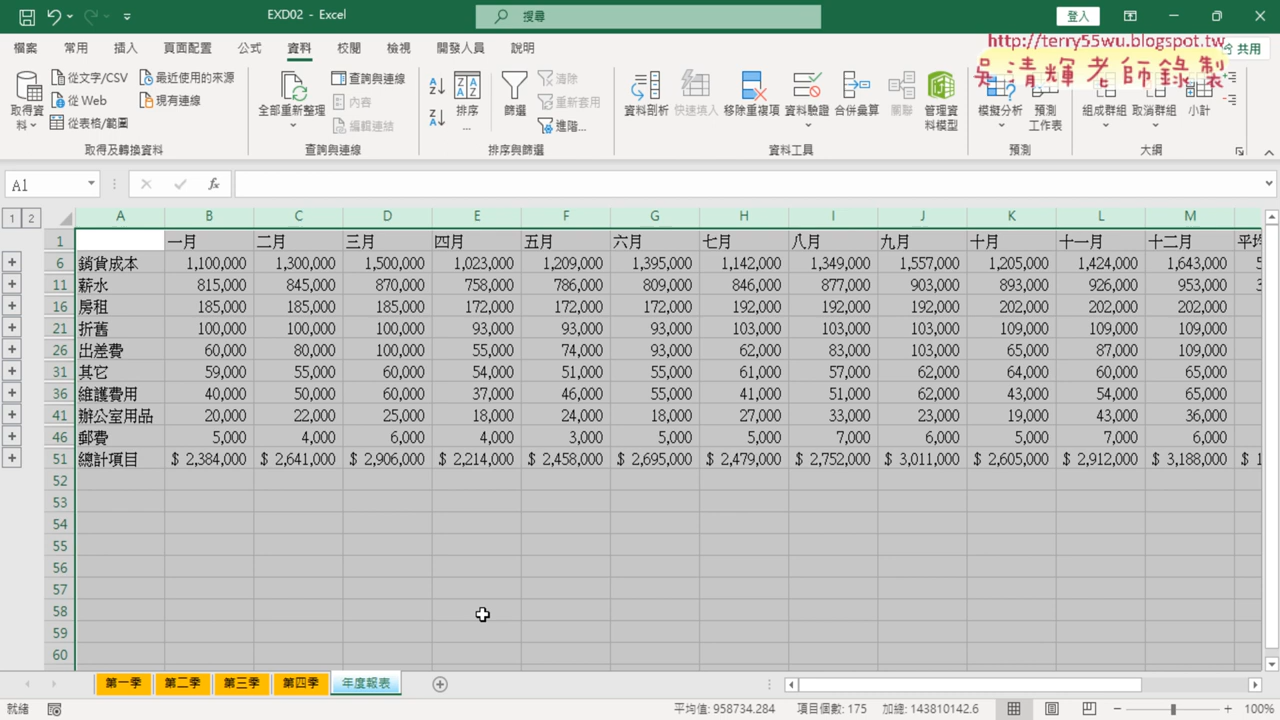 EXD02 - Excel
搜尋
登入
檔案 常用 插入 頁面配置 公式 資料 校閱 檢視 開發人員 說明
共用
http://terry55wu.blogspot.tw
吳清輝老師錄製
取得資料 從文字/CSV 從 Web 從表格/範圍 最近使用的來源 現有連線
取得及轉換資料
全部重新整理 查詢與連線 內容 編輯連結
查詢與連線
排序... 篩選 清除 重新套用 進階...
排序與篩選
資料剖析 快速填入 移除重複項 資料驗證 合併彙算 關聯 管理資料模型
資料工具
模擬分析 預測工作表
預測
組成群組 取消群組 小計
大綱
A1 fx
1 2
A B C D E F G H I J K L M
1 一月 二月 三月 四月 五月 六月 七月 八月 九月 十月 十一月 十二月 平均
6 銷貨成本 1,100,000 1,300,000 1,500,000 1,023,000 1,209,000 1,395,000 1,142,000 1,349,000 1,557,000 1,205,000 1,424,000 1,643,000
11 薪水 815,000 845,000 870,000 758,000 786,000 809,000 846,000 877,000 903,000 893,000 926,000 953,000
16 房租 185,000 185,000 185,000 172,000 172,000 172,000 192,000 192,000 192,000 202,000 202,000 202,000
21 折舊 100,000 100,000 100,000 93,000 93,000 93,000 103,000 103,000 103,000 109,000 109,000 109,000
26 出差費 60,000 80,000 100,000 55,000 74,000 93,000 62,000 83,000 103,000 65,000 87,000 109,000
31 其它 59,000 55,000 60,000 54,000 51,000 55,000 61,000 57,000 62,000 64,000 60,000 65,000
36 維護費用 40,000 50,000 60,000 37,000 46,000 55,000 41,000 51,000 62,000 43,000 54,000 65,000
41 辦公室用品 20,000 22,000 25,000 18,000 24,000 18,000 27,000 33,000 23,000 19,000 43,000 36,000
46 郵費 5,000 4,000 6,000 4,000 3,000 5,000 5,000 7,000 6,000 5,000 7,000 6,000
51 總計項目 $ 2,384,000 $ 2,641,000 $ 2,906,000 $ 2,214,000 $ 2,458,000 $ 2,695,000 $ 2,479,000 $ 2,752,000 $ 3,011,000 $ 2,605,000 $ 2,912,000 $ 3,188,000 $ 1
52
53
54
55
56
57
58
59
60
第一季 第二季 第三季 第四季 年度報表
就緒 平均值: 958734.284 項目個數: 175 加總: 143810142.6 100%